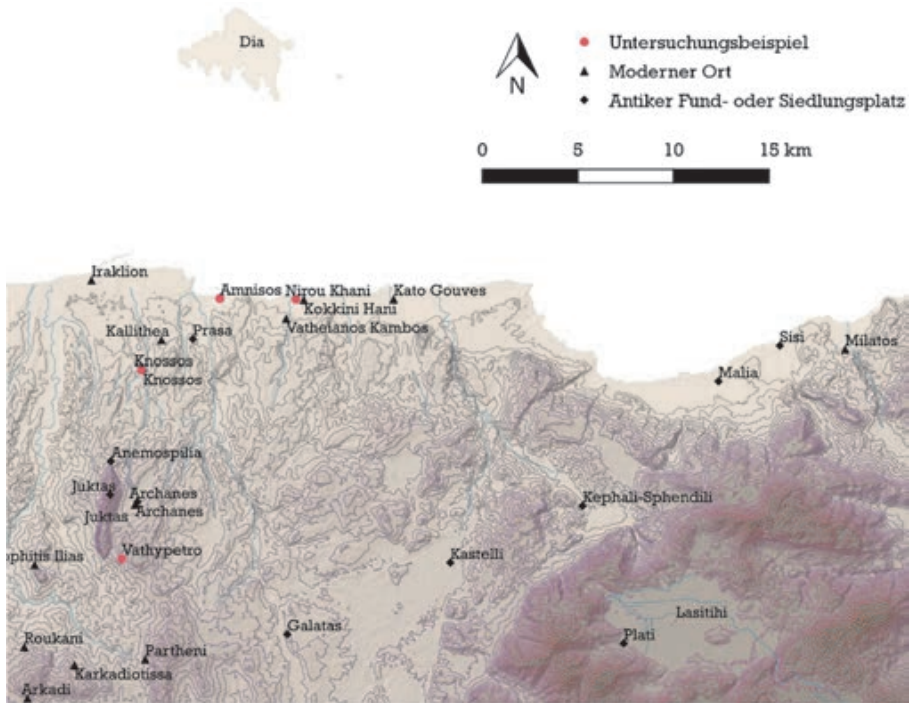 Dia
N
Untersuchungsbeispiel
Moderner Ort
Antiker Fund- oder Siedlungsplatz
0 5 10 15 km
Iraklion
Amnisos
Nirou Khani
Kato Gouves
Kokkini Hani
Vatheianos Kambos
Kallithea
Prasa
Knossos
Knossos
Sisi
Milatos
Malia
Anemospilia
Juktas
Archanes
Archanes
Juktas
Kephali-Sphendili
Vathypetro
ophitis Ilias
Kastelli
Lasitihi
Galatas
Plati
Roukani
Partheni
Karkadiotissa
Arkadi